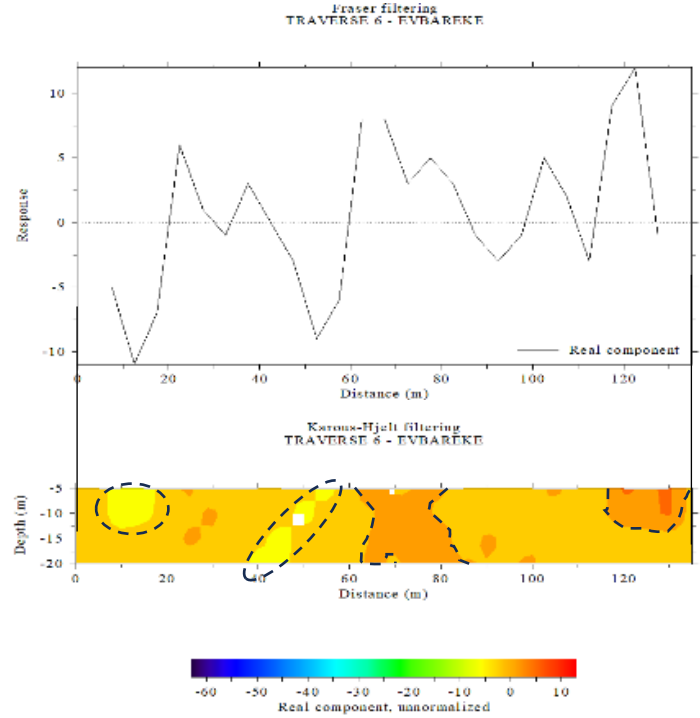 Fraser filtering
TRAVERSE 6 - EVBAREKE
10
5
0
-5
-10
Response
Real component
0 20 40 60 80 100 120
Distance (m)
Karous-Hjelt filtering
TRAVERSE 6 - EVBAREKE
-5
-10
-15
-20
Depth (m)
0 20 40 60 80 100 120
Distance (m)
-60 -50 -40 -30 -20 -10 0 10
Real component, unnormalized